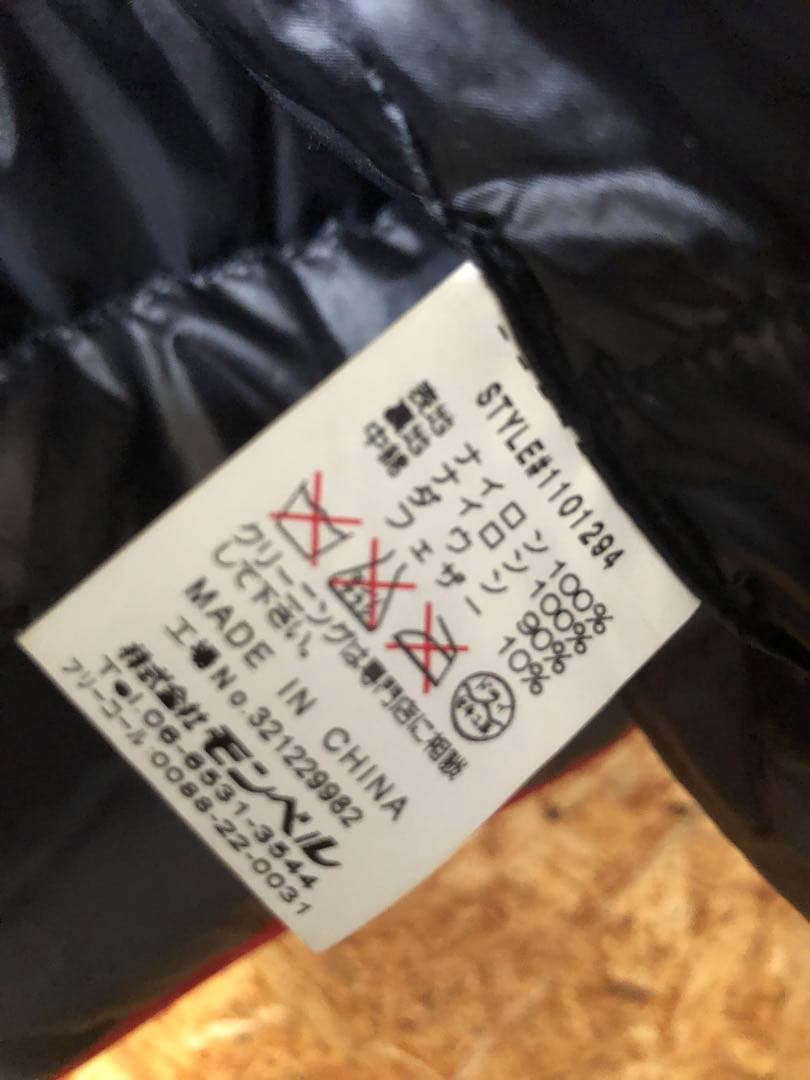 STYLE#1101294
表地 ナイロン 100%
裏地 ナイロン 100%
中綿 ダウン 90%
フェザー 10%
ドライ
クリーニングは専門店に相談
して下さい。
MADE IN CHINA
工場No.321229982
株式会社 モンベル
Tel.06-6531-3544
フリーコール 0088-22-0031